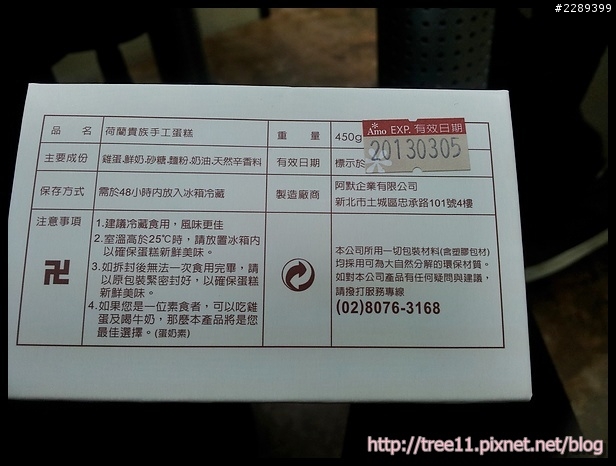 #2289399
品 名 荷蘭貴族手工蛋糕 重 量 450g
Amo EXP. 有效日期
20130305
主要成份 雞蛋.鮮奶.砂糖.麵粉.奶油.天然辛香料 有效日期 標示於
保存方式 需於48小時內放入冰箱冷藏 製造廠商 阿默企業有限公司
新北市土城區忠承路101號4樓
注意事項
卍
1.建議冷藏食用，風味更佳
2.室溫高於25℃時，請放置冰箱內
以確保蛋糕新鮮美味。
3.如拆封後無法一次食用完畢，請
以原包裝緊密封好，以確保蛋糕
新鮮美味。
4.如果您是一位素食者，可以吃雞
蛋及喝牛奶，那麼本產品將是您
最佳選擇。(蛋奶素)
本公司所用一切包裝材料(含塑膠包材)
均採用可為大自然分解的環保材質。
如對本公司產品有任何疑問與建議，
請撥打服務專線
(02)8076-3168
http://tree11.pixnet.net/blog